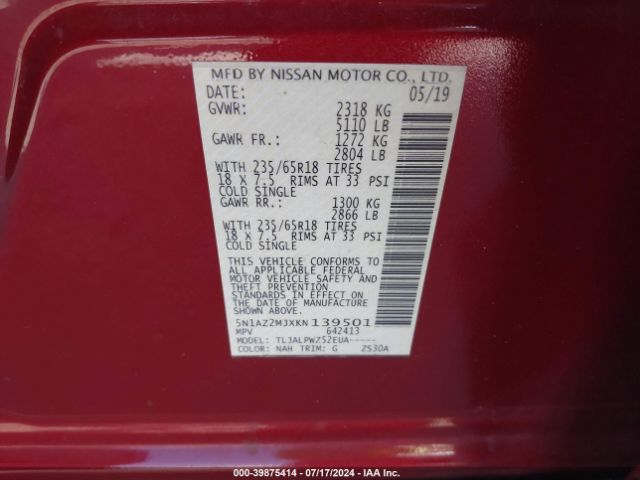 MFD BY NISSAN MOTOR CO., LTD.
DATE: 05/19
GVWR: 2318 KG
5110 LB
GAWR FR.: 1272 KG
2804 LB
WITH 235/65R18 TIRES
18 X 7.5 RIMS AT 33 PSI
COLD SINGLE
GAWR RR.: 1300 KG
2866 LB
WITH 235/65R18 TIRES
18 X 7.5 RIMS AT 33 PSI
COLD SINGLE
THIS VEHICLE CONFORMS TO
ALL APPLICABLE FEDERAL
MOTOR VEHICLE SAFETY AND
THEFT PREVENTION
STANDARDS IN EFFECT ON
THE DATE OF MANUFACTURE
SHOWN ABOVE.
5N1AZ2MJXKN139501
MPV 642413
MODEL: TLJALPWZ52EUA-----
COLOR: NAH TRIM: G Z530A
000-39875414 - 07/17/2024 - IAA Inc.